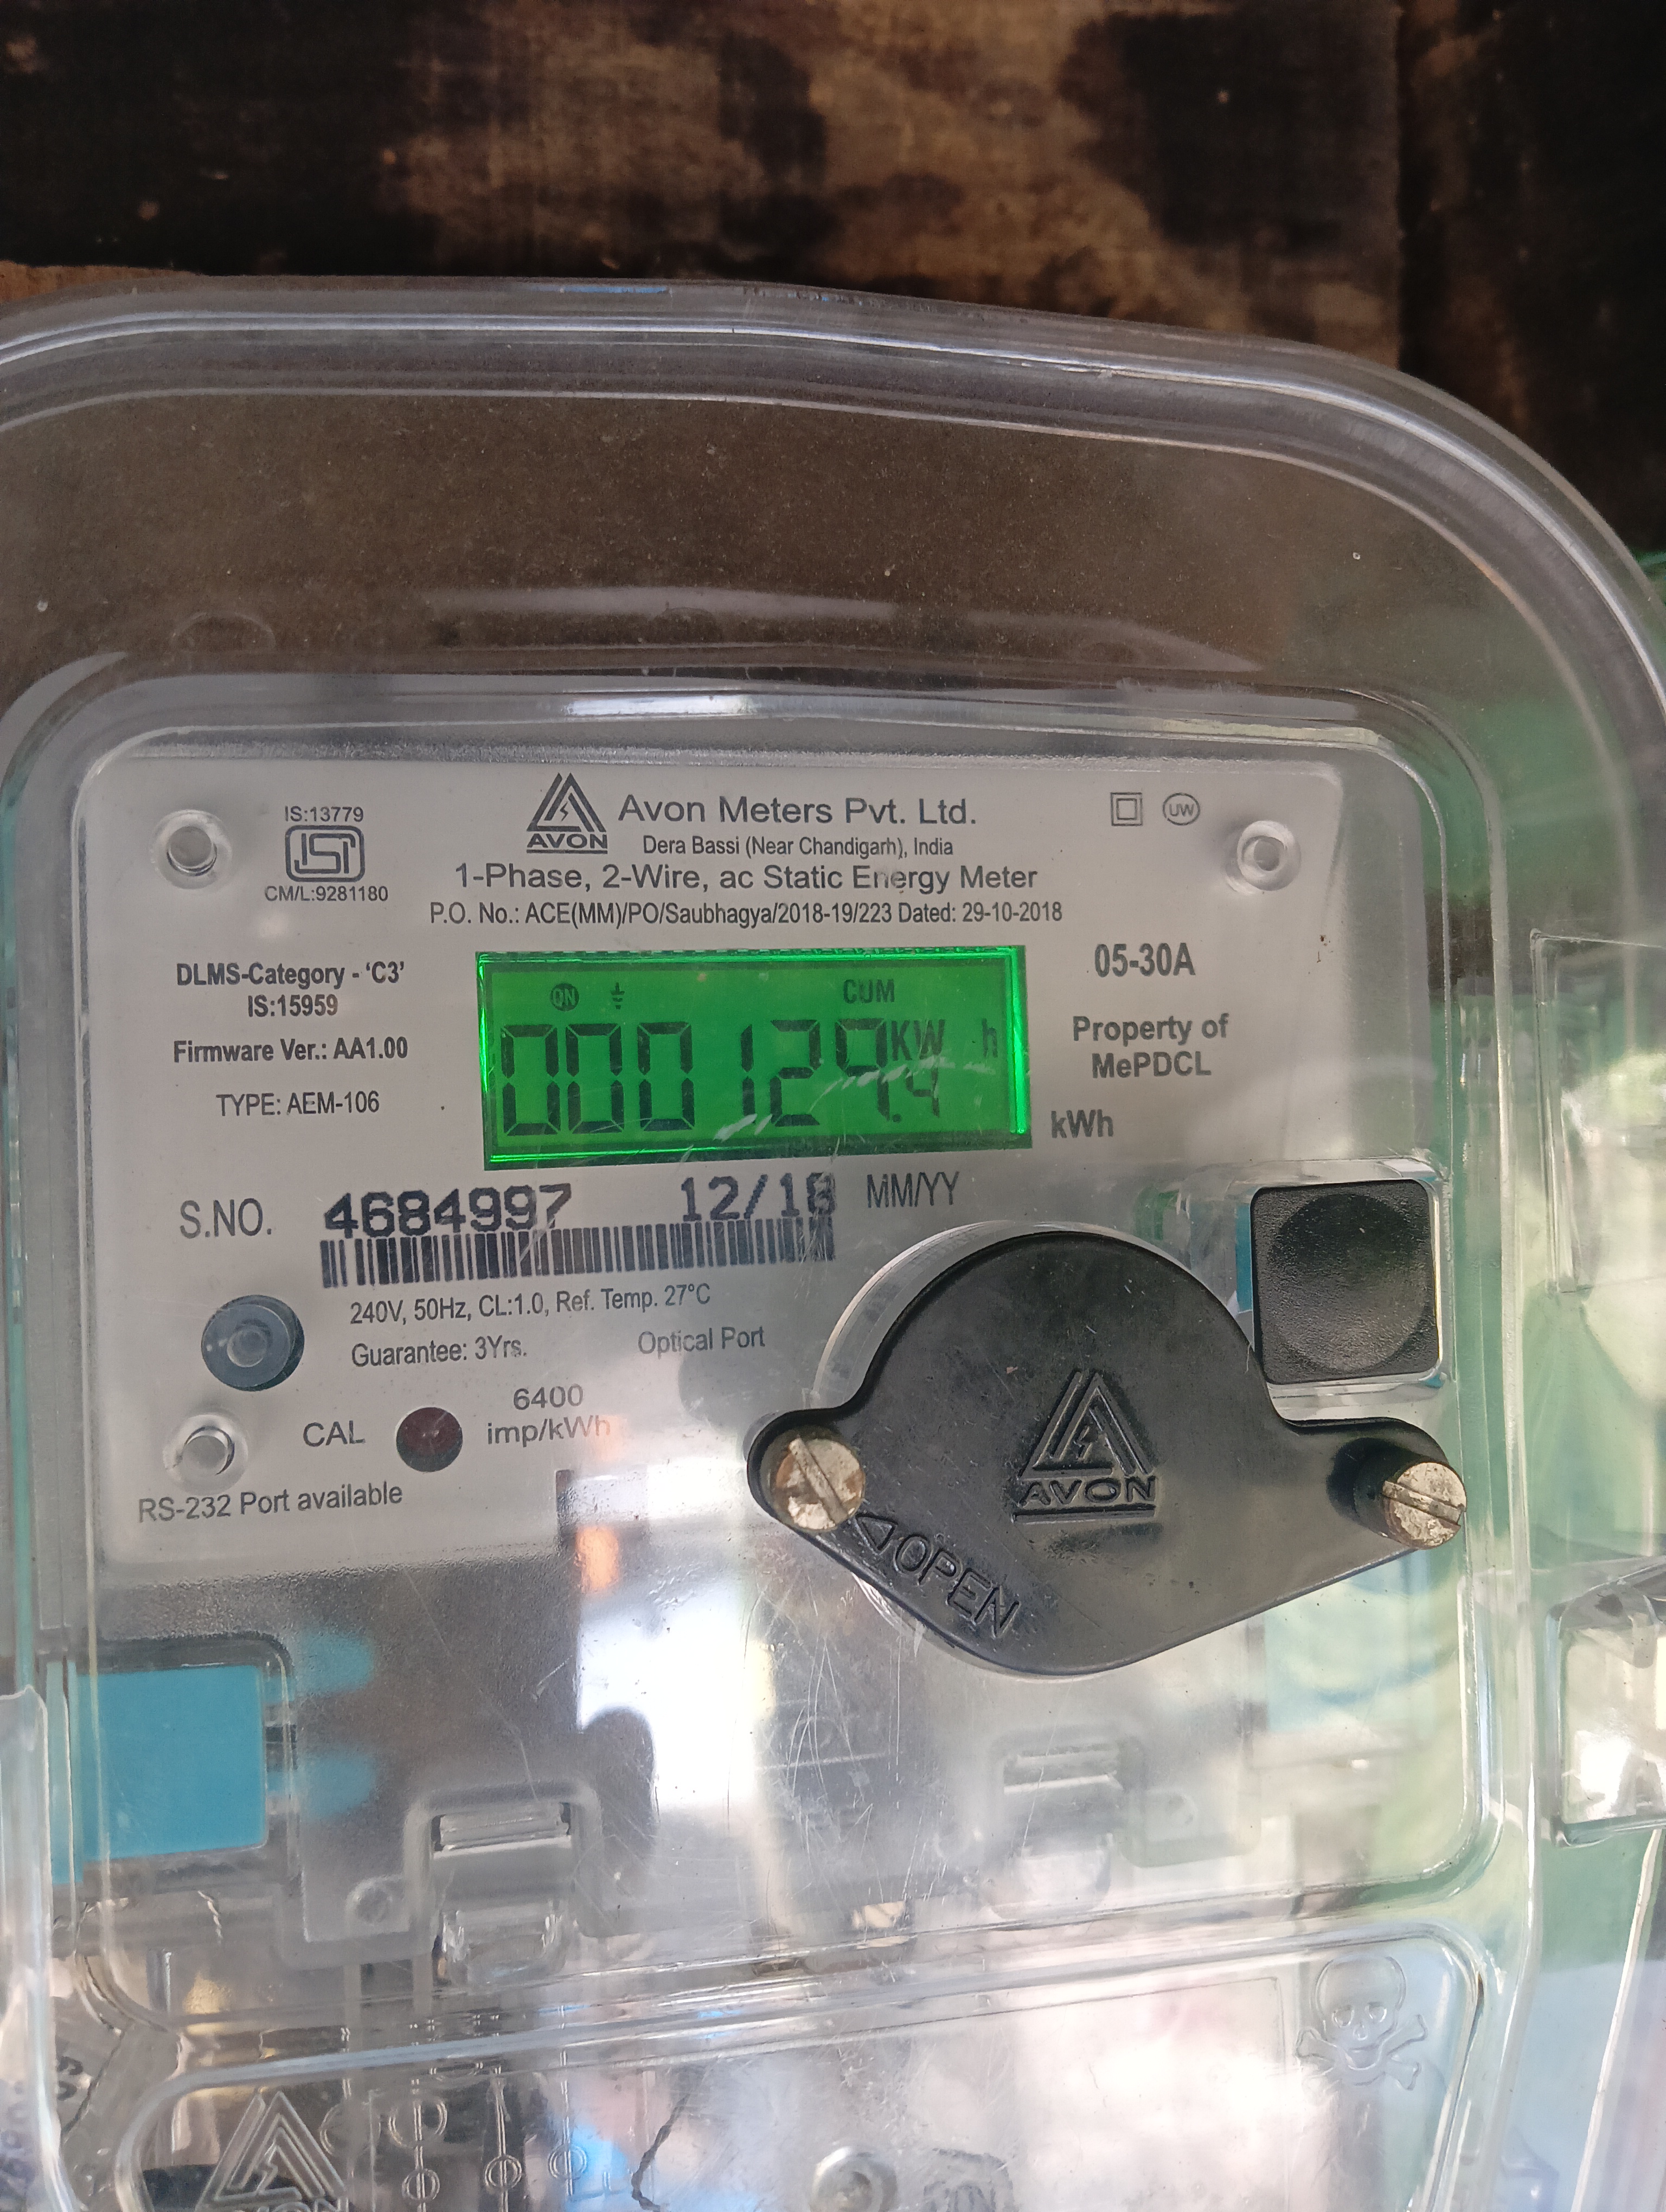 IS:13779
ISI
CM/L:9281180
AVON
Avon Meters Pvt. Ltd.
Dera Bassi (Near Chandigarh), India
1-Phase, 2-Wire, ac Static Energy Meter
P.O. No.: ACE(MM)/PO/Saubhagya/2018-19/223 Dated: 29-10-2018
UW
DLMS-Category - ‘C3’
IS:15959
Firmware Ver.: AA1.00
TYPE: AEM-106
ON CUM
000129.4 KW h
05-30A
Property of
MePDCL
kWh
S.NO. 4684997 12/18 MM/YY
240V, 50Hz, CL:1.0, Ref. Temp. 27°C
Guarantee: 3Yrs. Optical Port
CAL 6400
imp/kWh
RS-232 Port available
AVON
OPEN
AVON